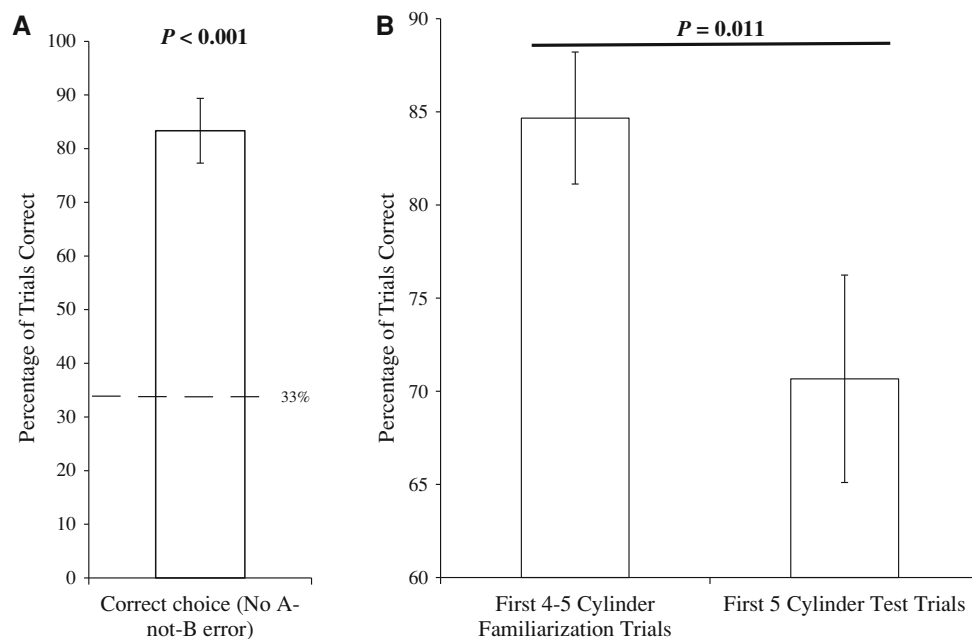 A
P < 0.001
Percentage of Trials Correct
100
90
80
70
60
50
40
30
20
10
0
33%
Correct choice (No A-
not-B error)
B
P = 0.011
Percentage of Trials Correct
90
85
80
75
70
65
60
First 4-5 Cylinder
Familiarization Trials
First 5 Cylinder Test Trials